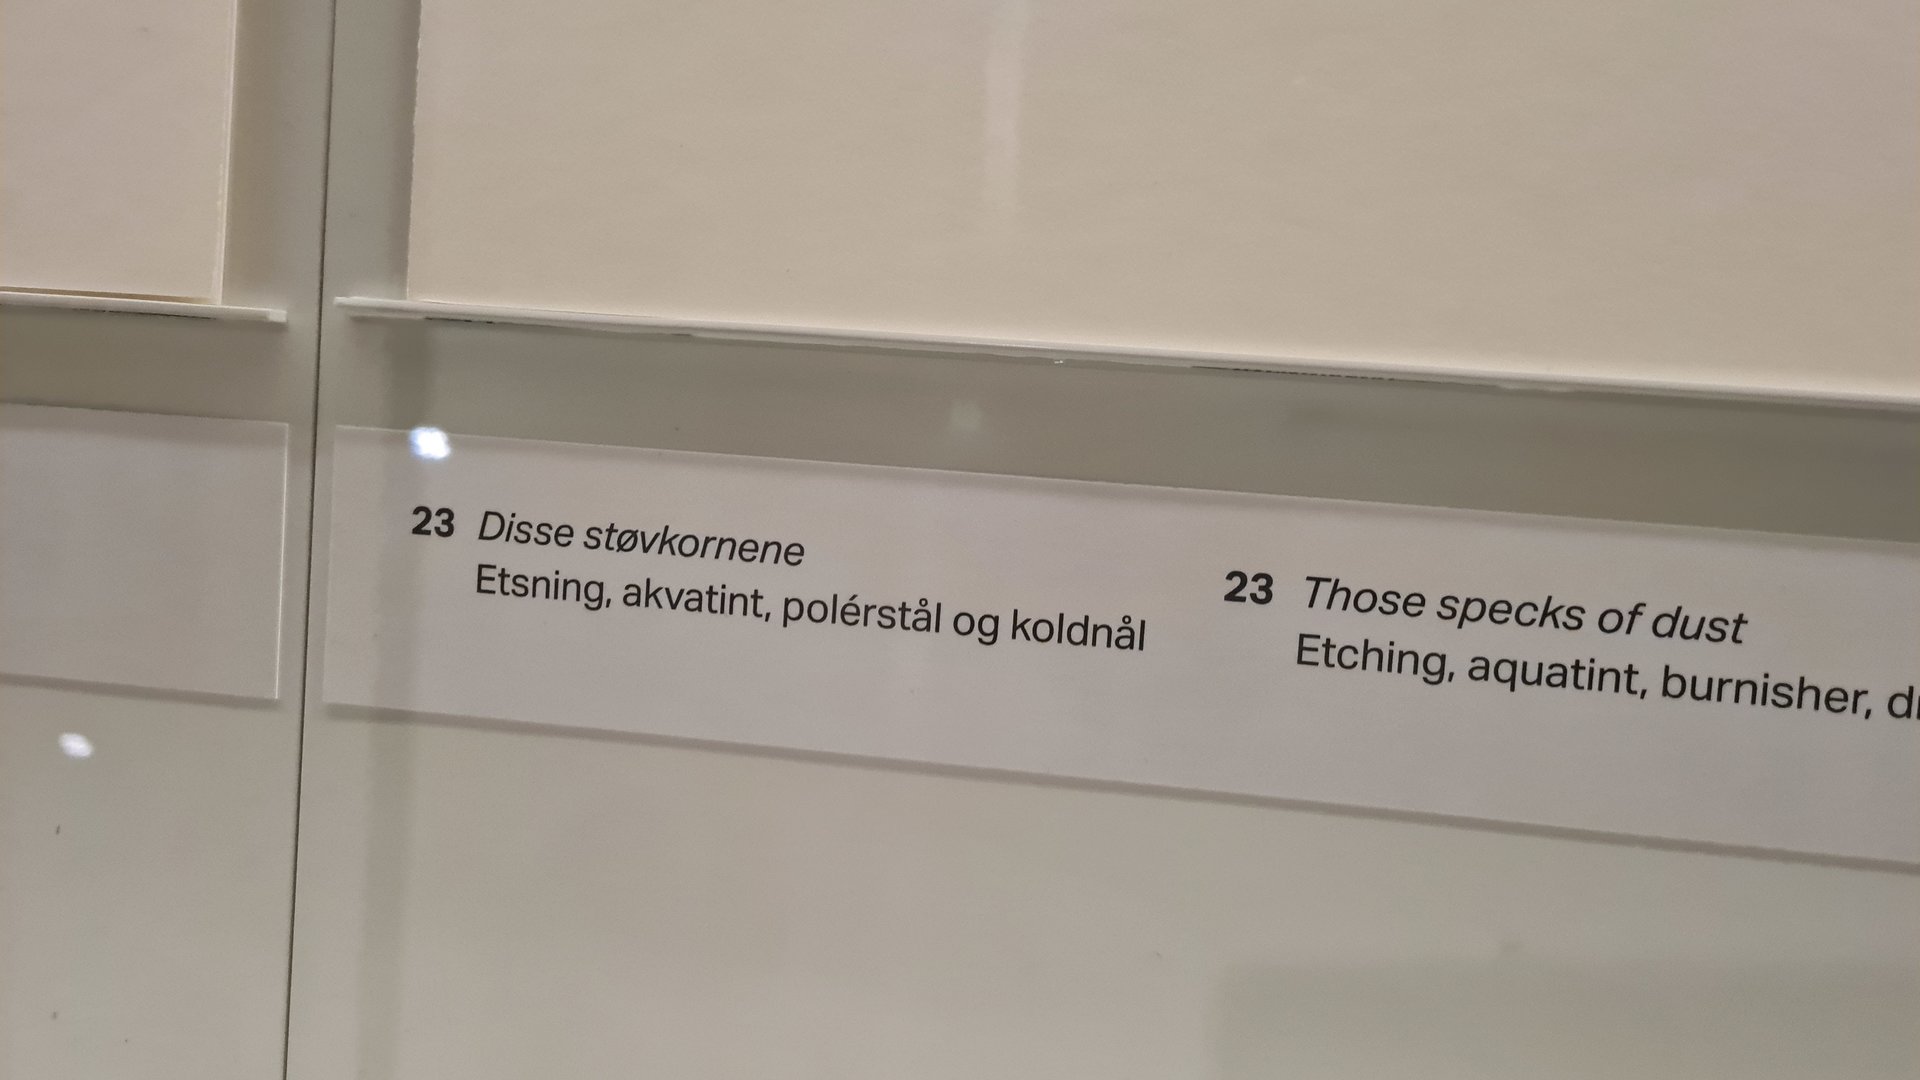 23 Disse støvkornene
Etsning, akvatint, polérstål og koldnål
23 Those specks of dust
Etching, aquatint, burnisher,